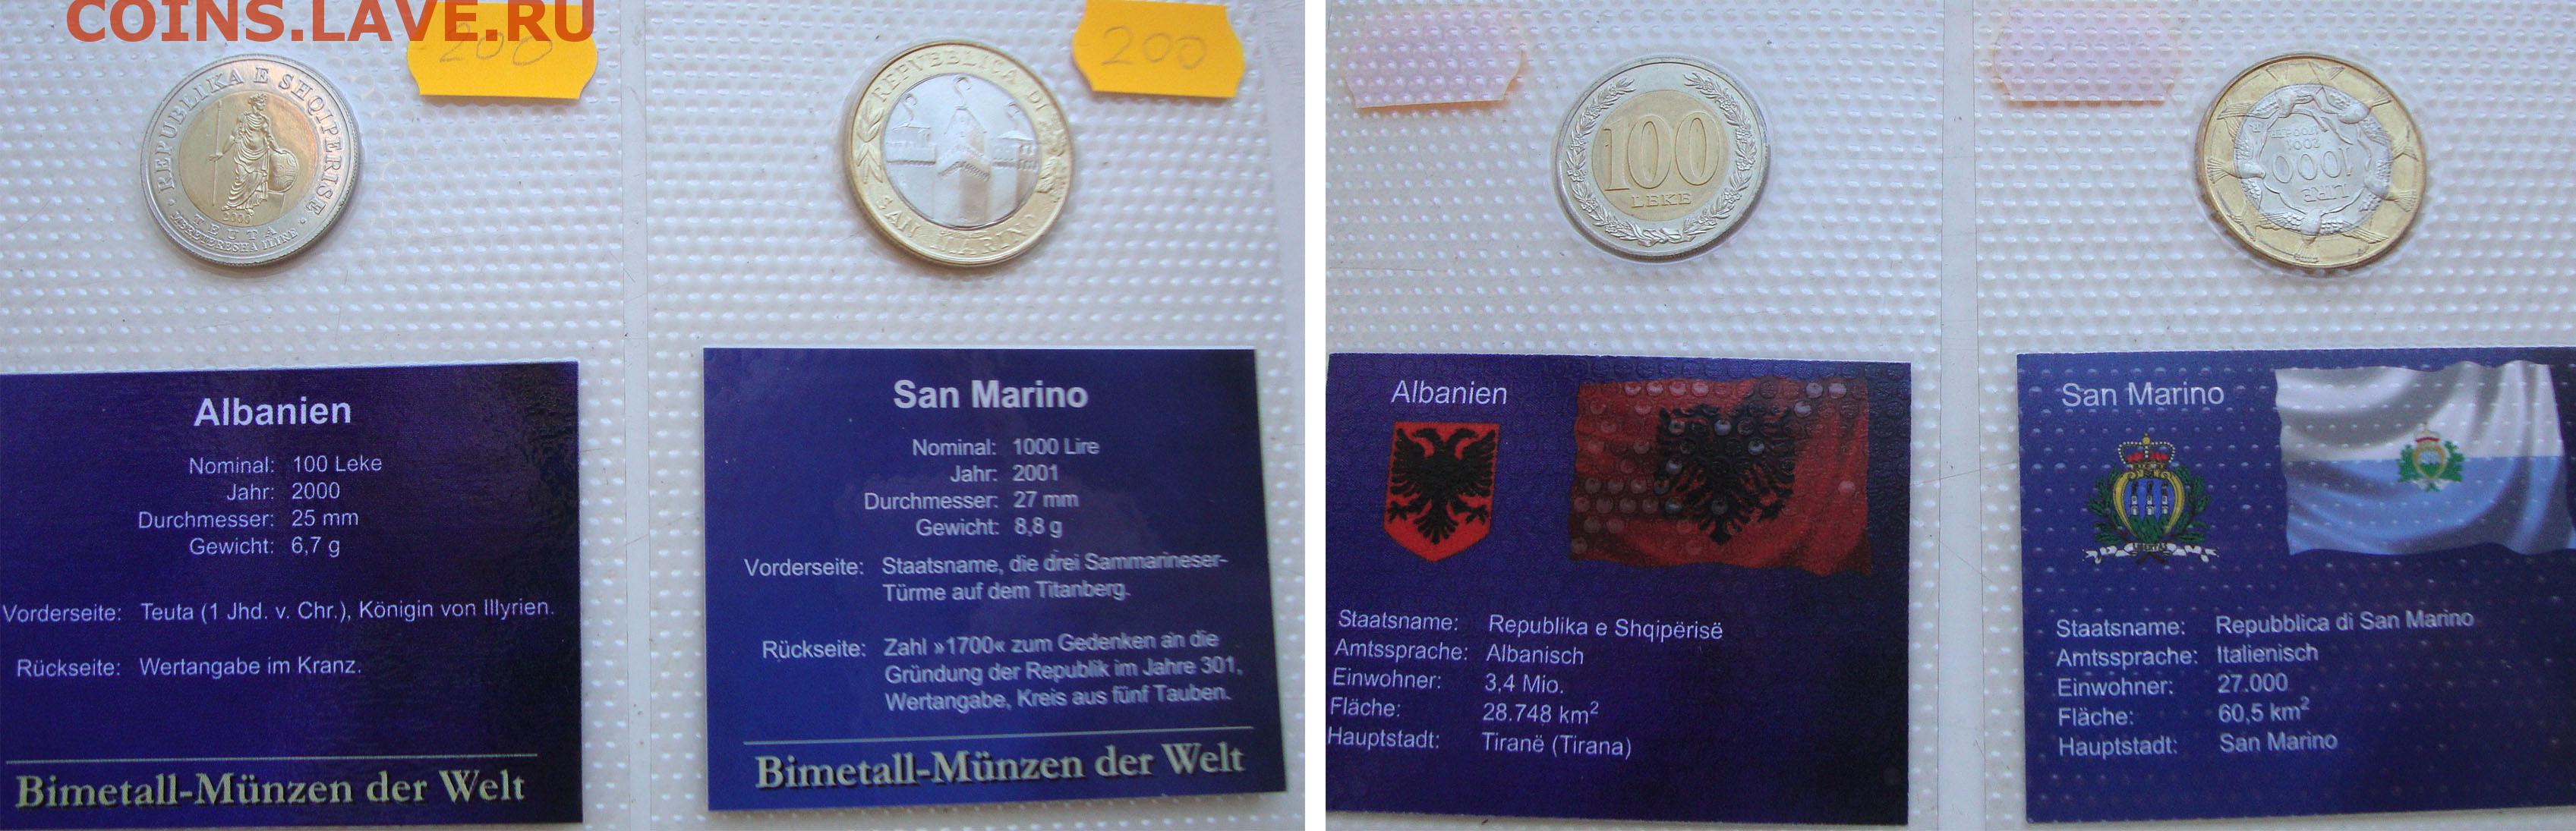 COINS.LAVE.RU
200
200
REPUBLIKA E SHQIPERISE
2000
TEUTA
MBRETERESHA ILIRE
REPVBBLICA DI
SAN MARINO
100
LEKE
1000
LIRE
2001
Albanien
Nominal: 100 Leke
Jahr: 2000
Durchmesser: 25 mm
Gewicht: 6,7 g
Vorderseite: Teuta (1 Jhd. v. Chr.), Königin von Illyrien.
Rückseite: Wertangabe im Kranz.
Bimetall-Münzen der Welt
San Marino
Nominal: 1000 Lire
Jahr: 2001
Durchmesser: 27 mm
Gewicht: 8,8 g
Vorderseite: Staatsname, die drei Sammarineser-
Türme auf dem Titanberg.
Rückseite: Zahl »1700« zum Gedenken an die
Gründung der Republik im Jahre 301,
Wertangabe, Kreis aus fünf Tauben.
Bimetall-Münzen der Welt
Albanien
Staatsname: Republika e Shqipërisë
Amtssprache: Albanisch
Einwohner: 3,4 Mio.
Fläche: 28.748 km²
Hauptstadt: Tiranë (Tirana)
San Marino
LIBERTAS
Staatsname: Repubblica di San Marino
Amtssprache: Italienisch
Einwohner: 27.000
Fläche: 60,5 km²
Hauptstadt: San Marino